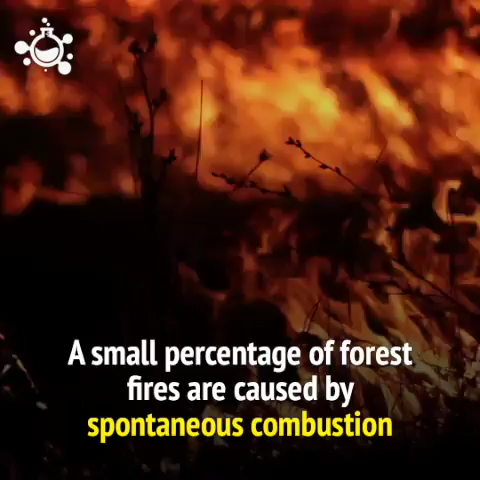 A small percentage of forest
fires are caused by
spontaneous combustion